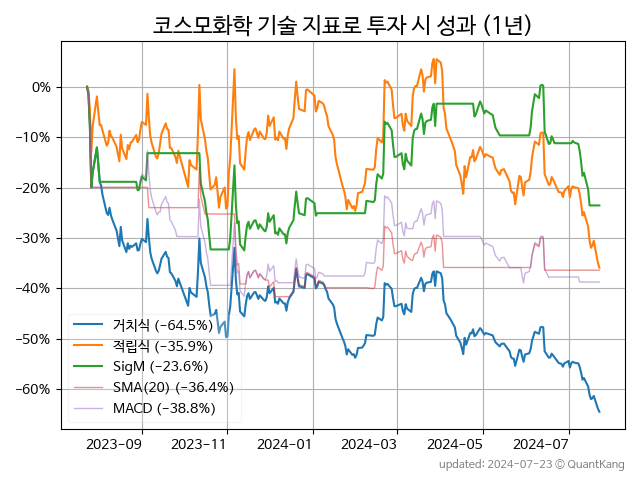 코스모화학 기술 지표로 투자 시 성과 (1년)
0%
−10%
−20%
−30%
−40%
−50%
−60%
거치식 (−64.5%)
적립식 (−35.9%)
SigM (−23.6%)
SMA(20) (−36.4%)
MACD (−38.8%)
2023−09 2023−11 2024−01 2024−03 2024−05 2024−07
updated: 2024−07−23 © QuantKang